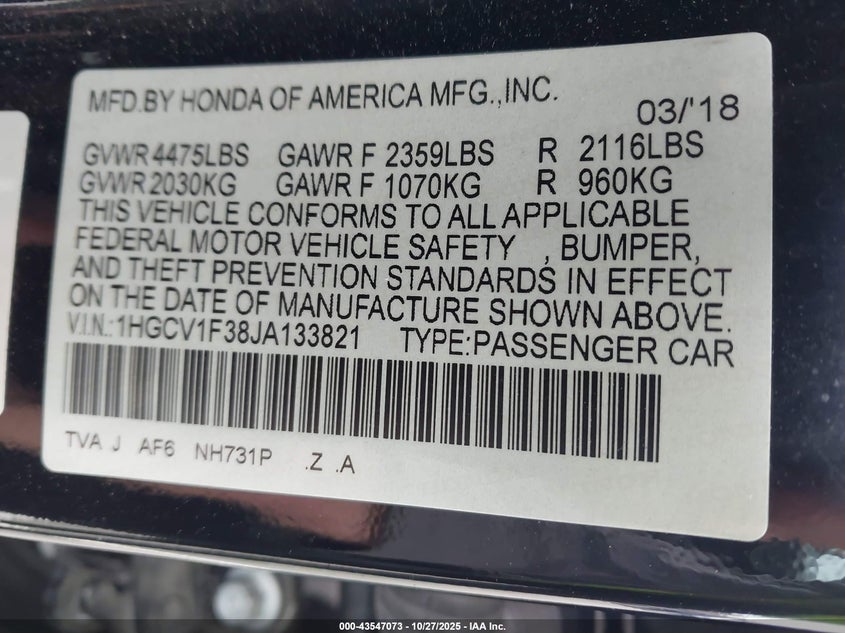 MFD.BY HONDA OF AMERICA MFG.,INC. 03/'18
GVWR 4475LBS GAWR F 2359LBS R 2116LBS
GVWR 2030KG GAWR F 1070KG R 960KG
THIS VEHICLE CONFORMS TO ALL APPLICABLE
FEDERAL MOTOR VEHICLE SAFETY , BUMPER,
AND THEFT PREVENTION STANDARDS IN EFFECT
ON THE DATE OF MANUFACTURE SHOWN ABOVE.
V.I.N.:1HGCV1F38JA133821 TYPE:PASSENGER CAR
TVA J AF6 NH731P .Z .A
000-43547073 | 10/27/2025 - IAA Inc.